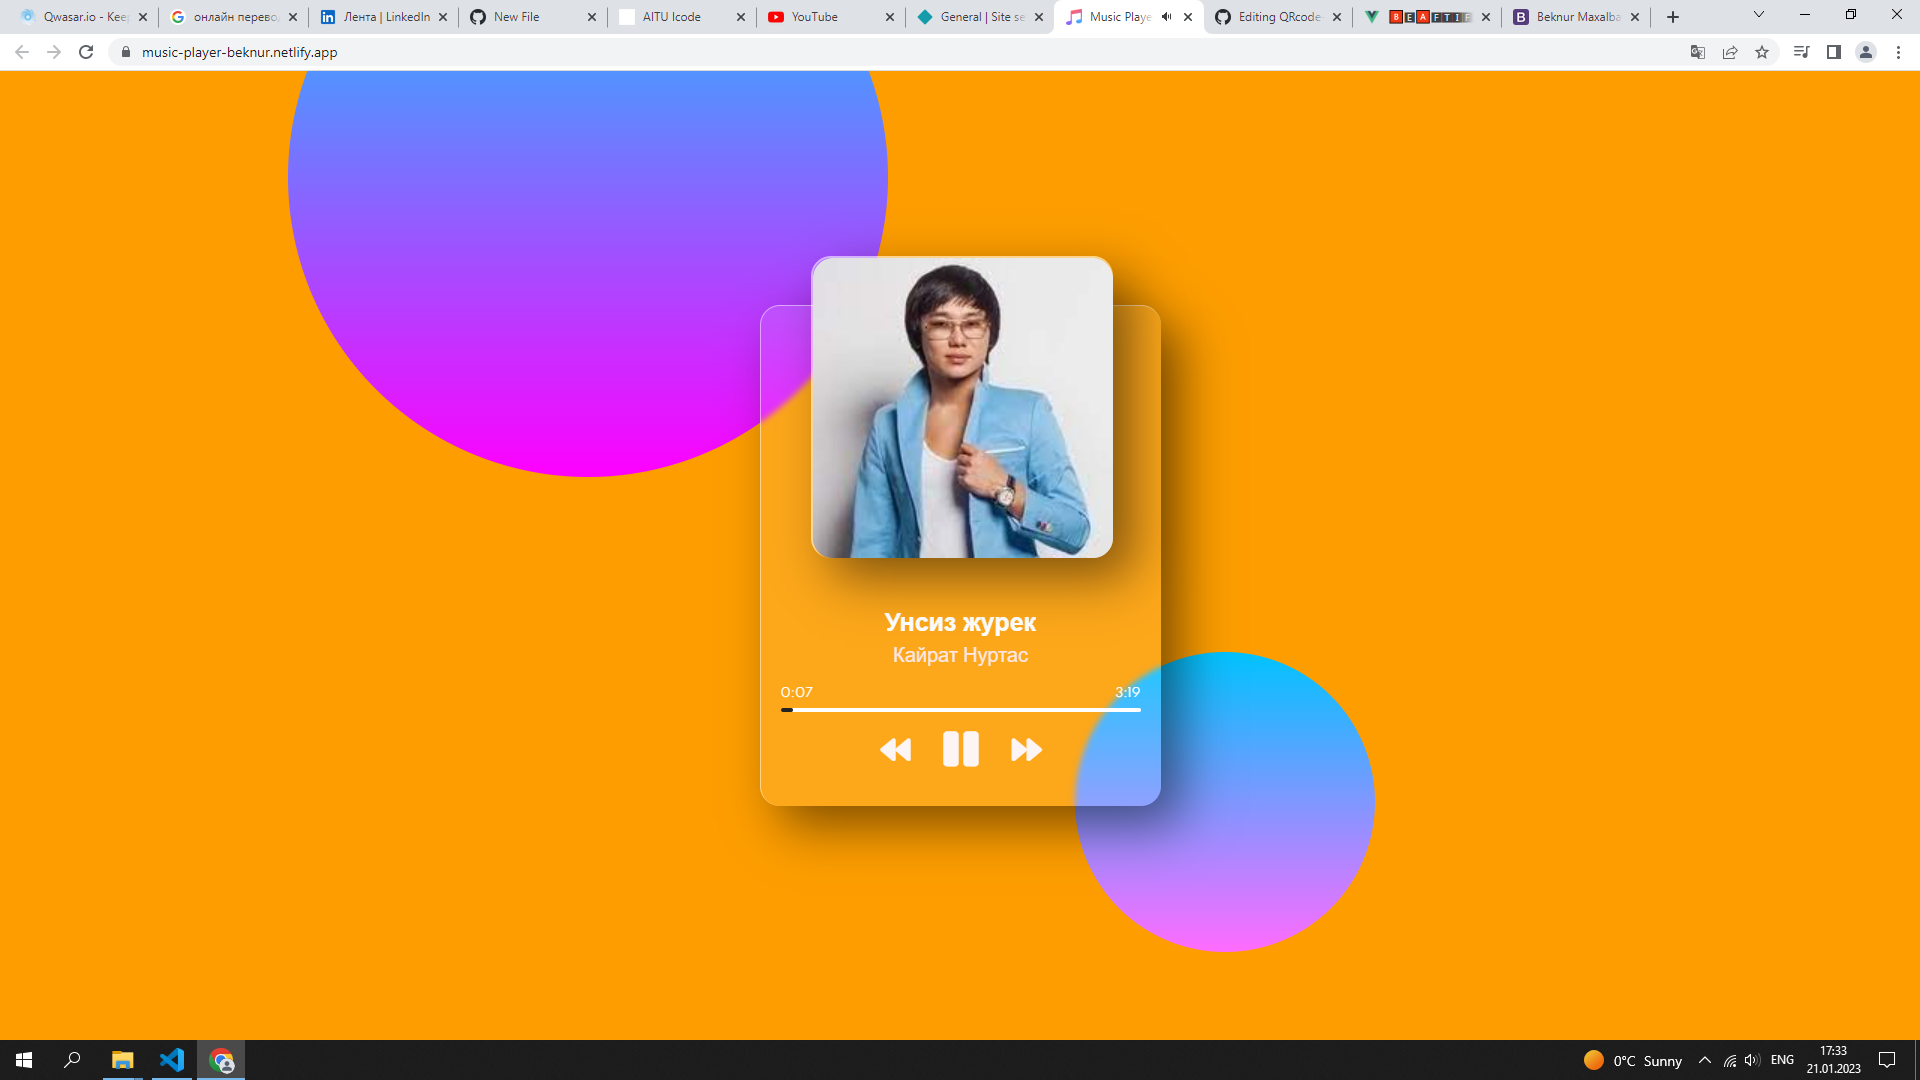 Qwasar.io - Keep
онлайн перевод
Лента | LinkedIn
New File
AITU Icode
YouTube
General | Site se
Music Playe
Editing QRcode
BEAFTIF
Beknur Maxalba
music-player-beknur.netlify.app
Унсиз журек
Кайрат Нуртас
0:07 3:19
0°C Sunny
ENG
17:33
21.01.2023